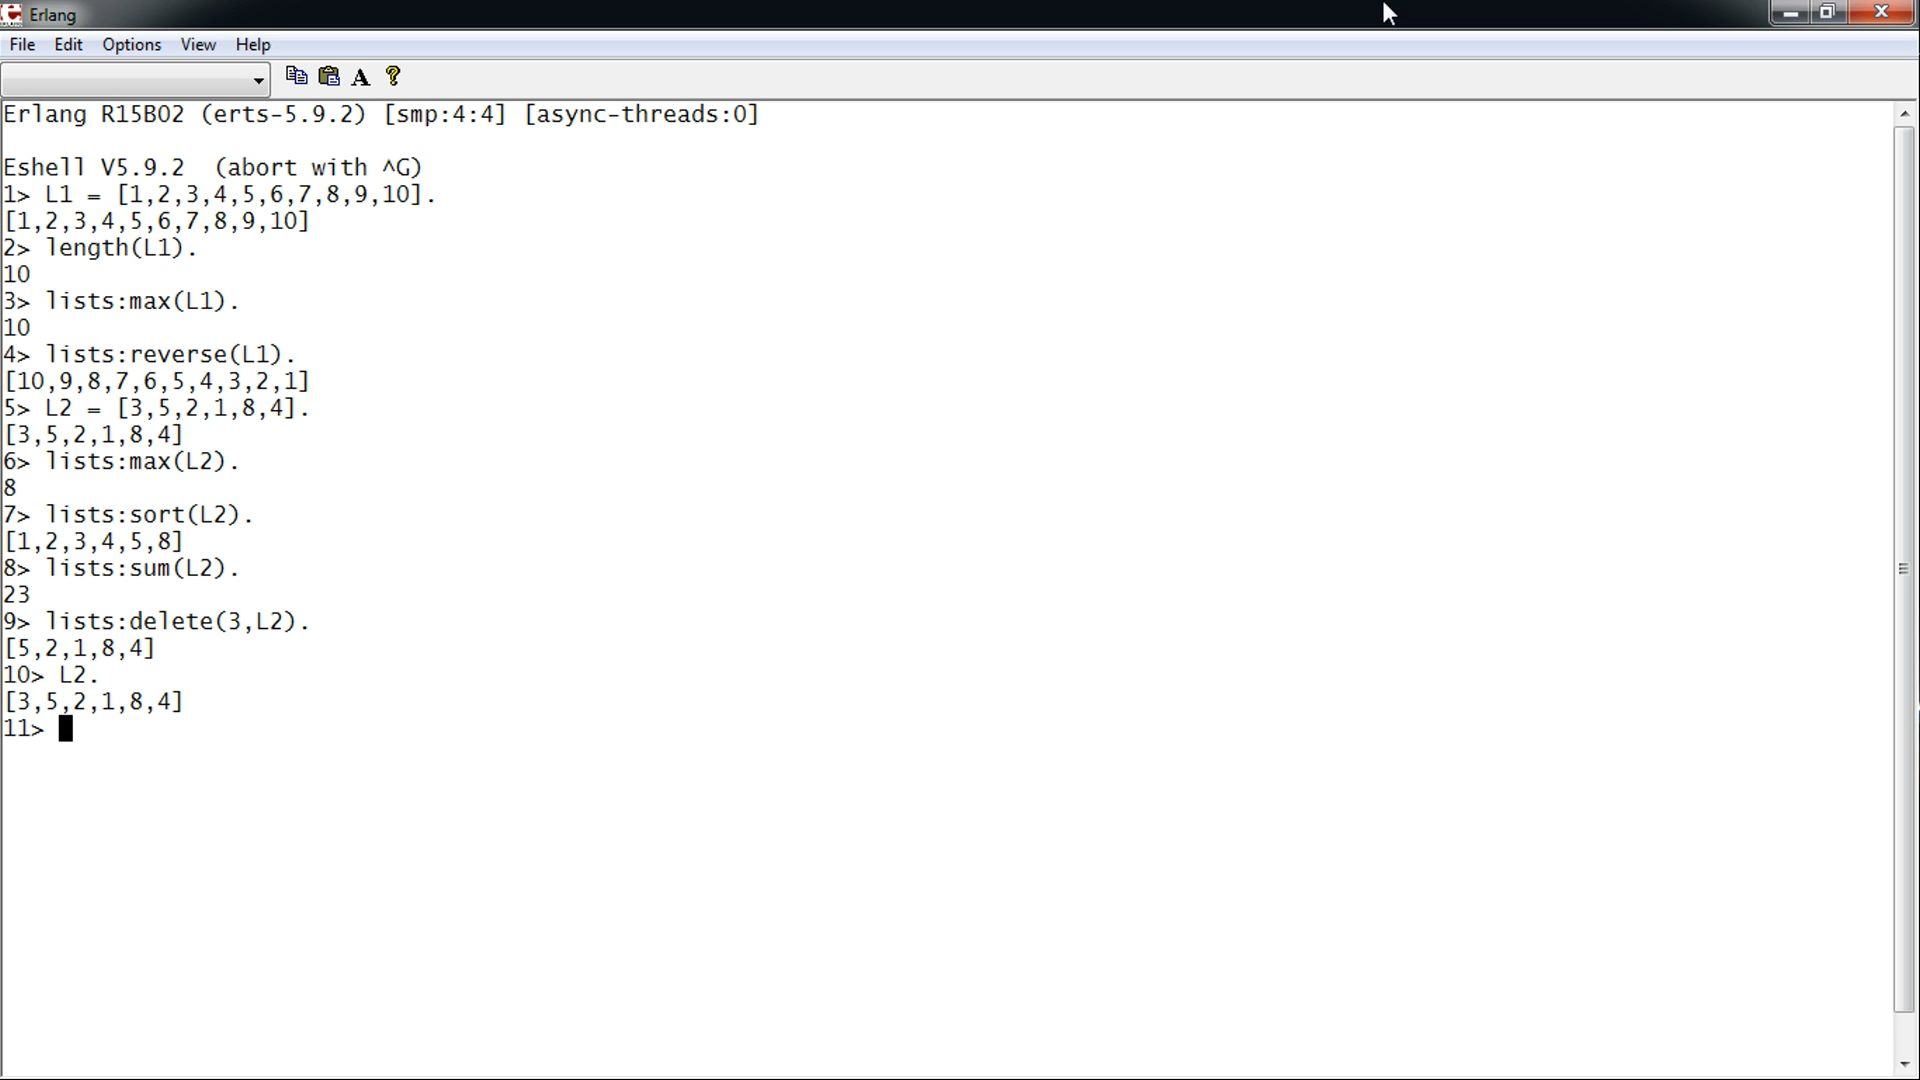 Erlang
File Edit Options View Help
Erlang R15B02 (erts-5.9.2) [smp:4:4] [async-threads:0]
Eshell V5.9.2  (abort with ^G)
1> L1 = [1,2,3,4,5,6,7,8,9,10].
[1,2,3,4,5,6,7,8,9,10]
2> length(L1).
10
3> lists:max(L1).
10
4> lists:reverse(L1).
[10,9,8,7,6,5,4,3,2,1]
5> L2 = [3,5,2,1,8,4].
[3,5,2,1,8,4]
6> lists:max(L2).
8
7> lists:sort(L2).
[1,2,3,4,5,8]
8> lists:sum(L2).
23
9> lists:delete(3,L2).
[5,2,1,8,4]
10> L2.
[3,5,2,1,8,4]
11>